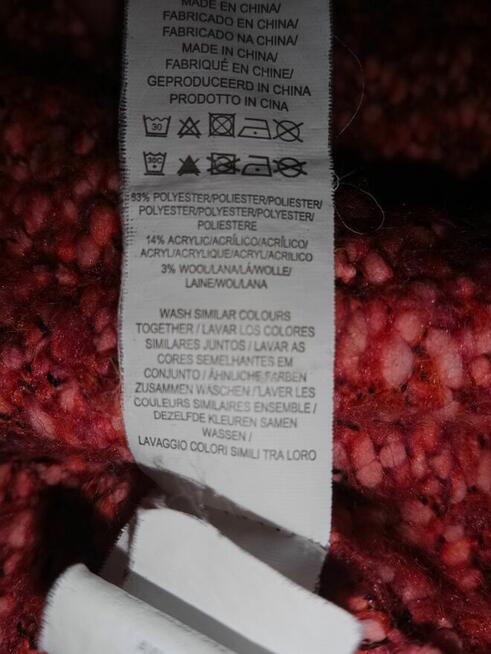 MADE EN CHINA/
FABRICADO EN CHINA/
FABRICADO NA CHINA/
MADE IN CHINA/
FABRIQUÉ EN CHINE/
GEPRODUCEERD IN CHINA
PRODOTTO IN CINA
30
30C
83% POLYESTER/POLIESTER/POLIESTER/
POLYESTER/POLYESTER/POLYESTER/
POLIESTERE
14% ACRYLIC/ACRÍLICO/ACRÍLICO/
ACRYL/ACRYLIQUE/ACRYL/ACRILICO
3% WOOL/LANA/LÃ/WOLLE/
LAINE/WOL/LANA
WASH SIMILAR COLOURS
TOGETHER / LAVAR LOS COLORES
SIMILARES JUNTOS / LAVAR AS
CORES SEMELHANTES EM
CONJUNTO / ÄHNLICHE FARBEN
ZUSAMMEN WASCHEN / LAVER LES
COULEURS SIMILAIRES ENSEMBLE /
DEZELFDE KLEUREN SAMEN
WASSEN /
LAVAGGIO COLORI SIMILI TRA LORO